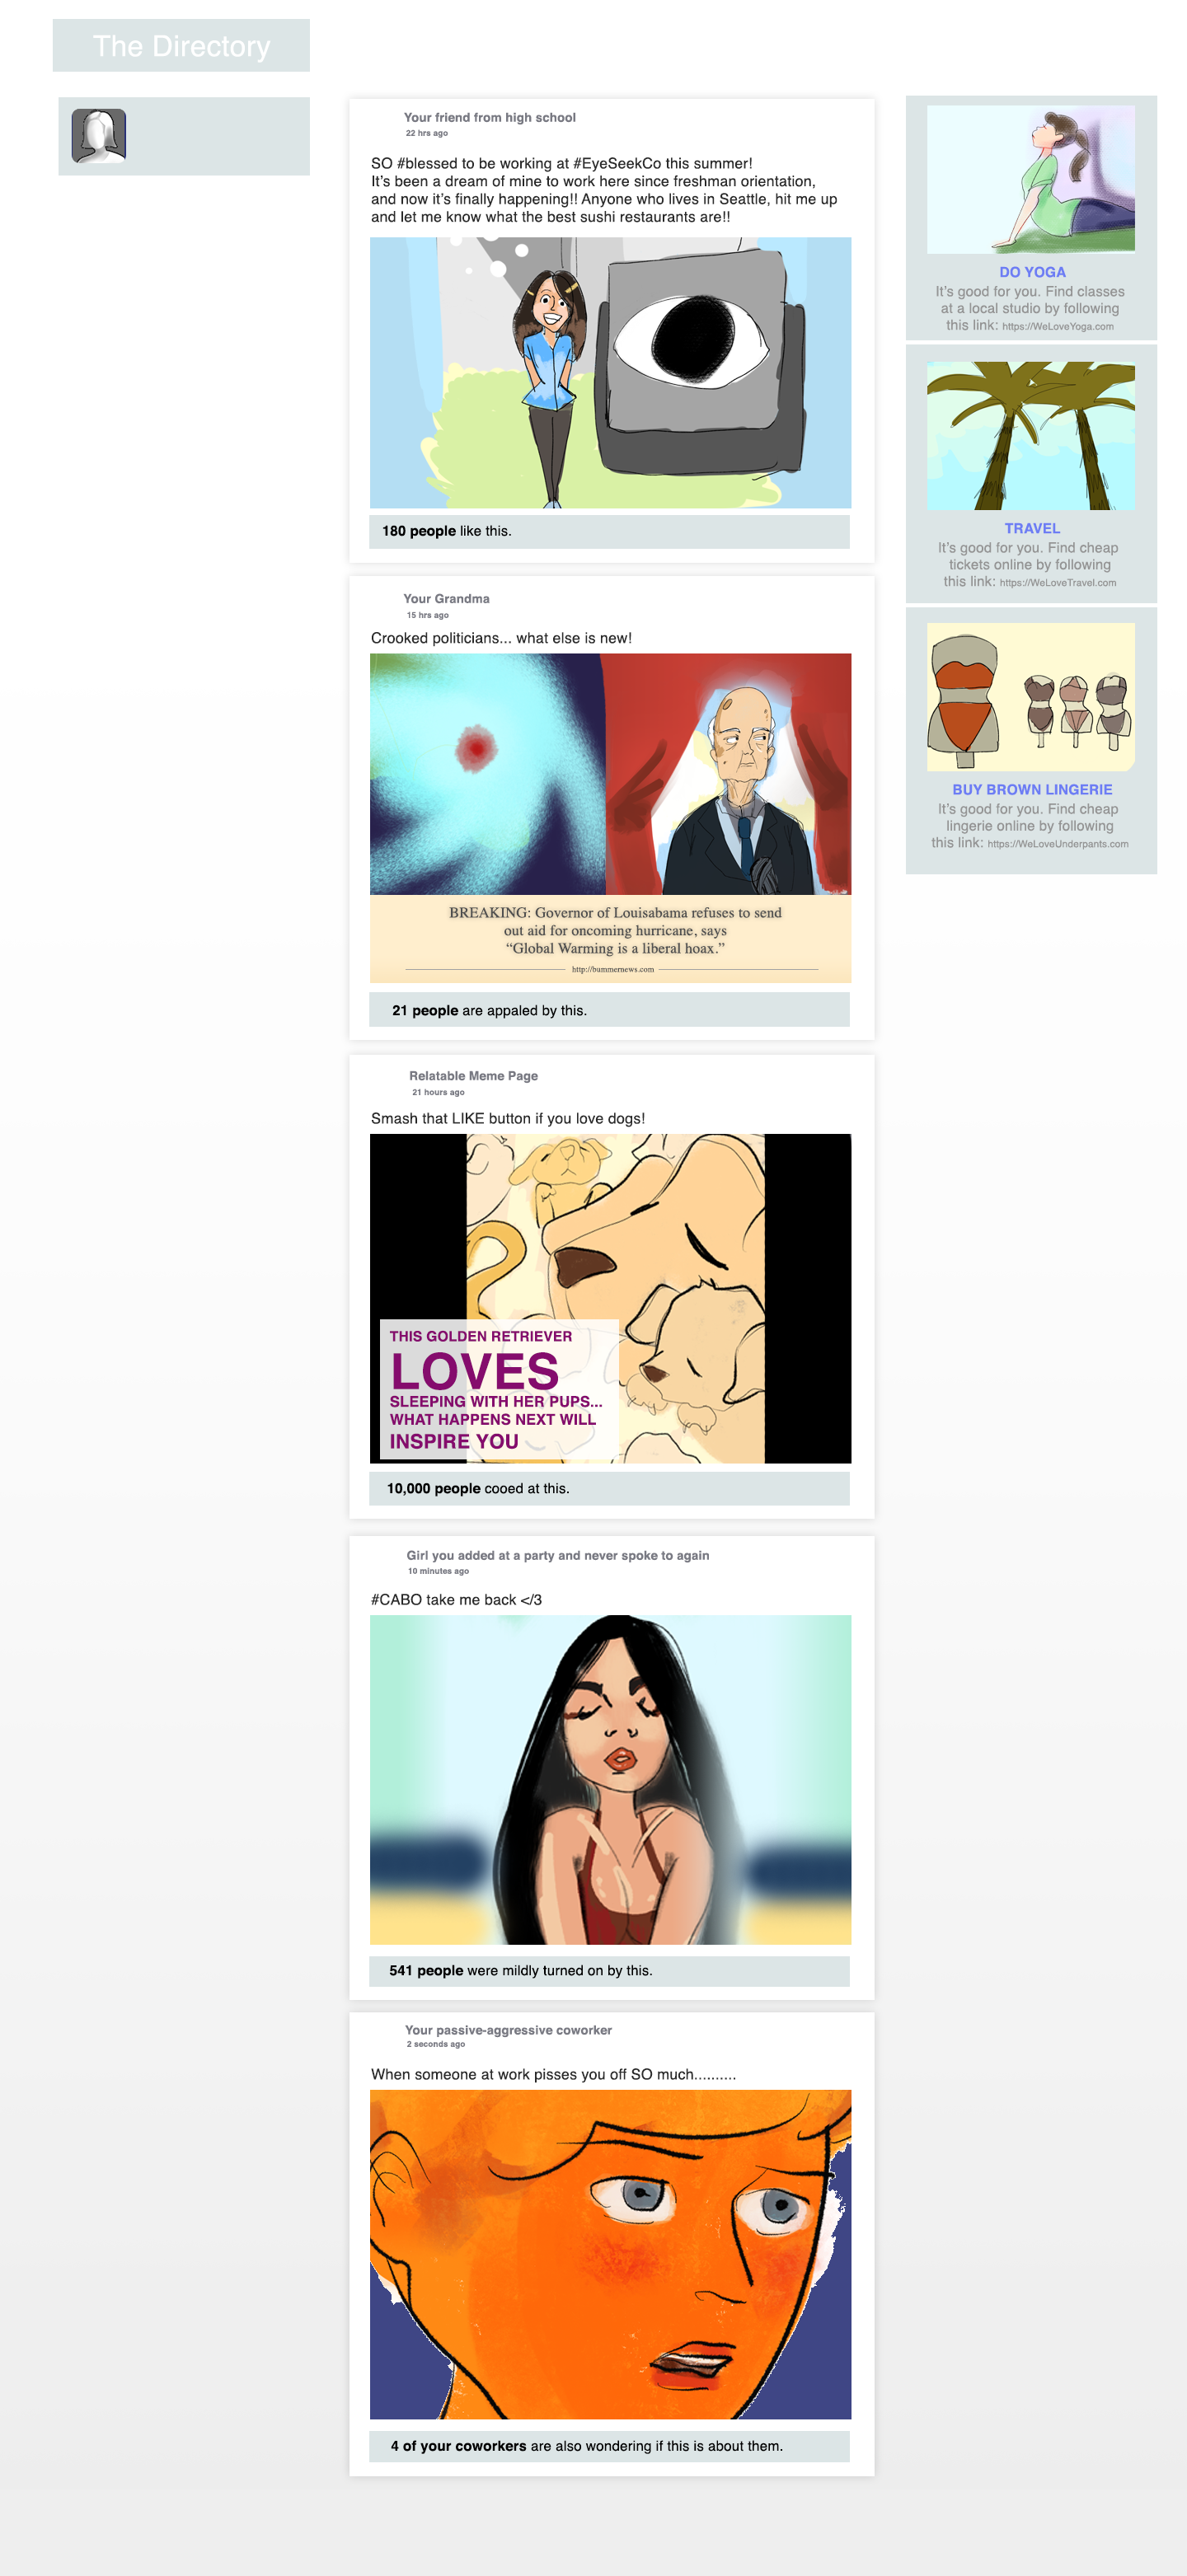 The Directory
Your friend from high school
22 hrs ago
SO #blessed to be working at #EyeSeekCo this summer!
It’s been a dream of mine to work here since freshman orientation,
and now it’s finally happening!! Anyone who lives in Seattle, hit me up
and let me know what the best sushi restaurants are!!
180 people like this.
Your Grandma
15 hrs ago
Crooked politicians... what else is new!
BREAKING: Governor of Louisabama refuses to send
out aid for oncoming hurricane, says
“Global Warming is a liberal hoax.”
http://bummernews.com
21 people are appaled by this.
Relatable Meme Page
21 hours ago
Smash that LIKE button if you love dogs!
THIS GOLDEN RETRIEVER
LOVES
SLEEPING WITH HER PUPS...
WHAT HAPPENS NEXT WILL
INSPIRE YOU
10,000 people cooed at this.
Girl you added at a party and never spoke to again
10 minutes ago
#CABO take me back </3
541 people were mildly turned on by this.
Your passive-aggressive coworker
2 seconds ago
When someone at work pisses you off SO much..........
4 of your coworkers are also wondering if this is about them.
DO YOGA
It’s good for you. Find classes
at a local studio by following
this link: https://WeLoveYoga.com
TRAVEL
It’s good for you. Find cheap
tickets online by following
this link: https://WeLoveTravel.com
BUY BROWN LINGERIE
It’s good for you. Find cheap
lingerie online by following
this link: https://WeLoveUnderpants.com